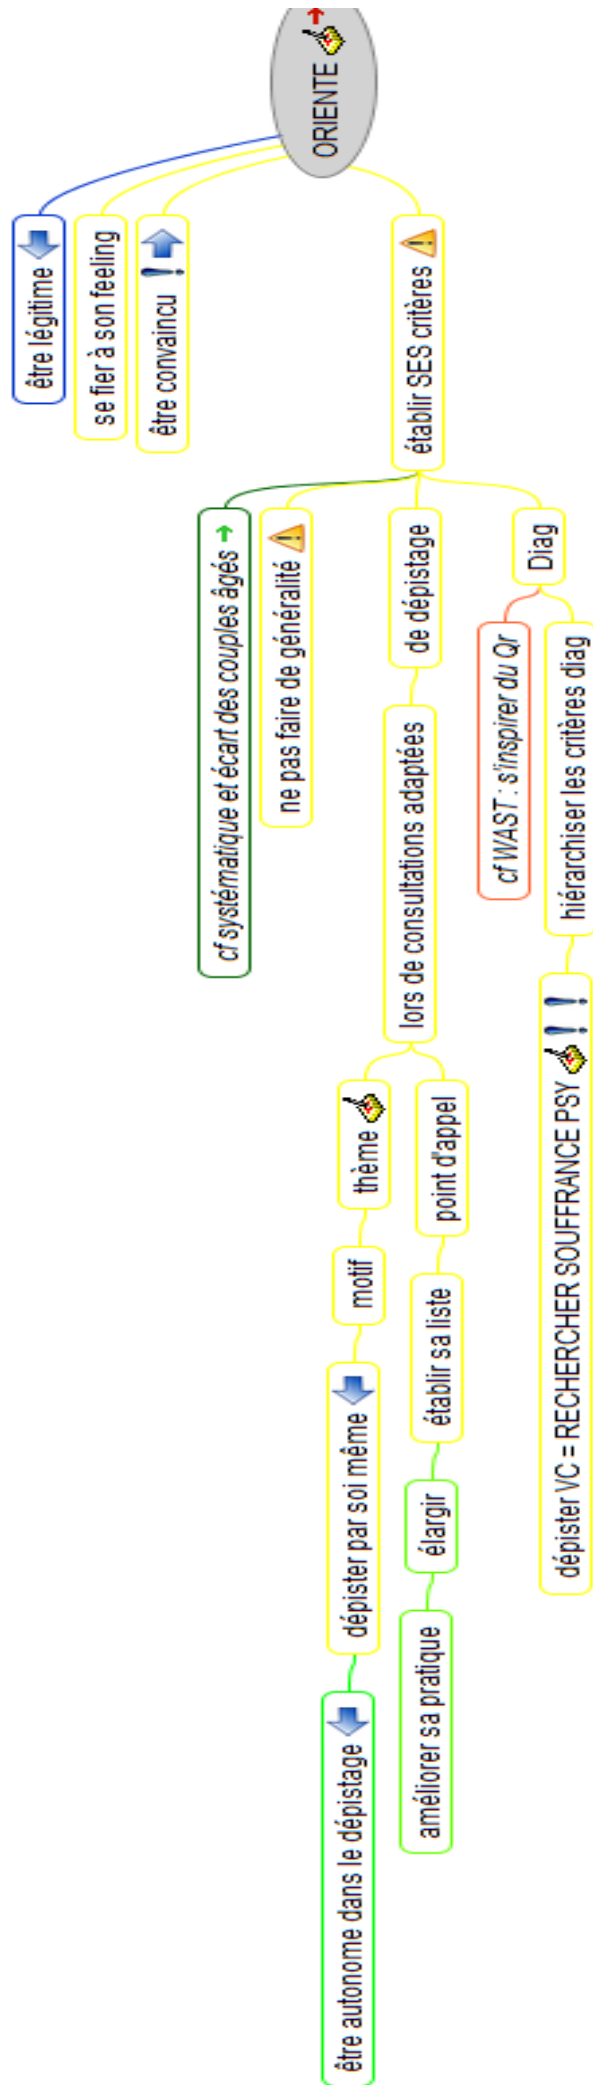 ORIENTE
être légitime
se fier à son feeling
être convaincu
établir SES critères
cf systématique et écart des couples âgés
ne pas faire de généralité
de dépistage
lors de consultations adaptées
thème
motif
dépister par soi même
être autonome dans le dépistage
point d'appel
établir sa liste
élargir
améliorer sa pratique
Diag
cf WAST : s'inspirer du Qr
hiérarchiser les critères diag
dépister VC = RECHERCHER SOUFFRANCE PSY